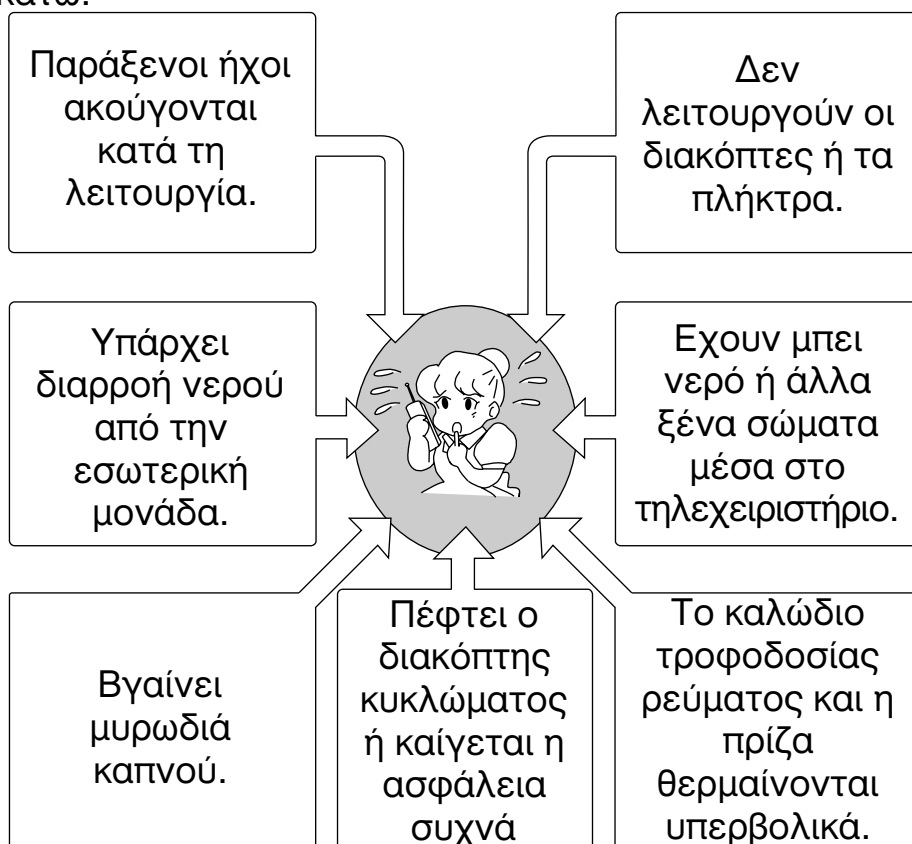 κάτω.
Παράξενοι ήχοι
ακούγονται
κατά τη
λειτουργία.
Δεν
λειτουργούν οι
διακόπτες ή τα
πλήκτρα.
Υπάρχει
διαρροή νερού
από την
εσωτερική
μονάδα.
Εχουν μπει
νερό ή άλλα
ξένα σώματα
μέσα στο
τηλεχειριστήριο.
Βγαίνει
μυρωδιά
καπνού.
Πέφτει ο
διακόπτης
κυκλώματος
ή καίγεται η
ασφάλεια
συχνά
Το καλώδιο
τροφοδοσίας
ρεύματος και η
πρίζα
θερμαίνονται
υπερβολικά.